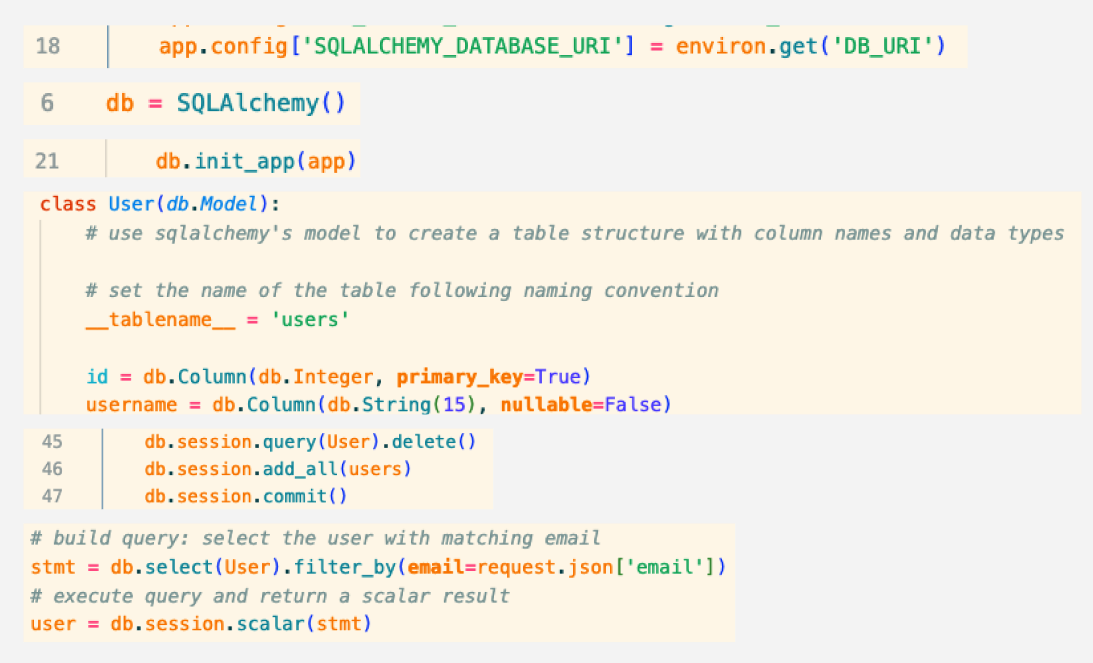 18 app.config['SQLALCHEMY_DATABASE_URI'] = environ.get('DB_URI')
6 db = SQLAlchemy()
21 db.init_app(app)
class User(db.Model):
# use sqlalchemy's model to create a table structure with column names and data types
# set the name of the table following naming convention
__tablename__ = 'users'
id = db.Column(db.Integer, primary_key=True)
username = db.Column(db.String(15), nullable=False)
45 db.session.query(User).delete()
46 db.session.add_all(users)
47 db.session.commit()
# build query: select the user with matching email
stmt = db.select(User).filter_by(email=request.json['email'])
# execute query and return a scalar result
user = db.session.scalar(stmt)